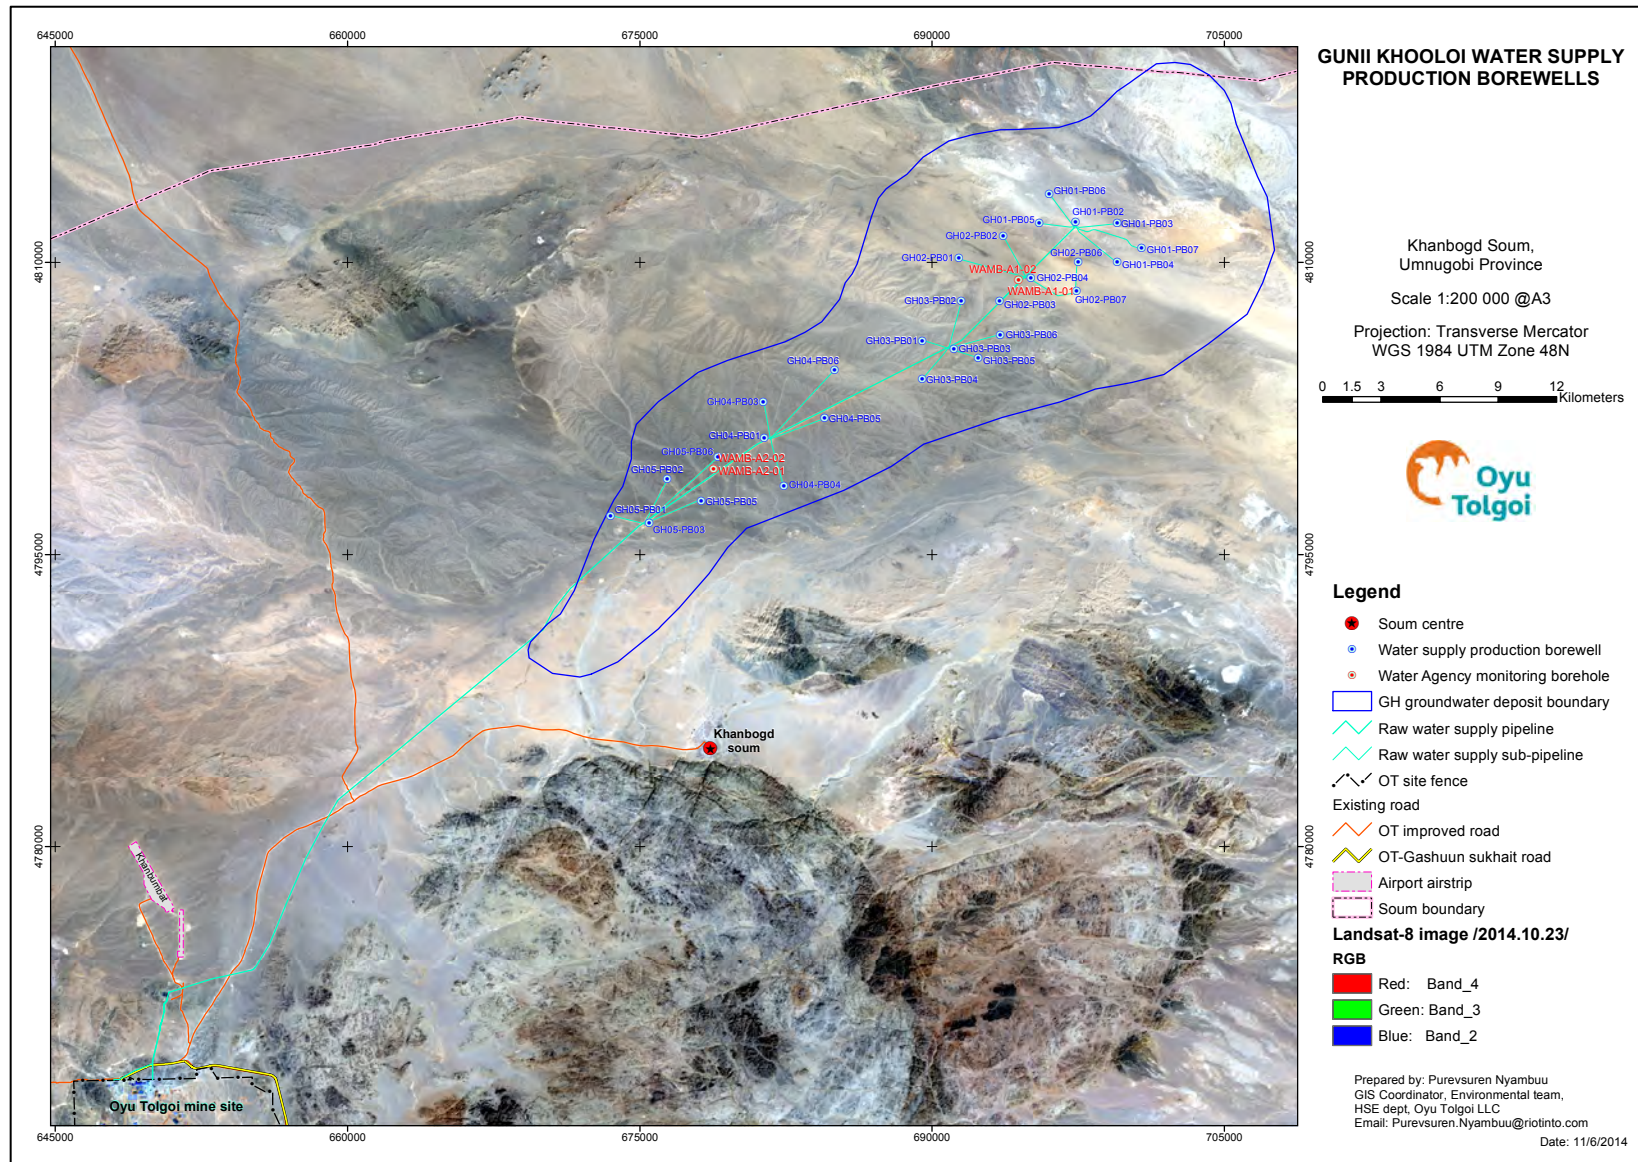 645000
660000
675000
690000
705000
GUNII KHOOLOI WATER SUPPLY
PRODUCTION BOREWELLS
Khanbogd Soum,
Umnugobi Province
Scale 1:200 000 @A3
Projection: Transverse Mercator
WGS 1984 UTM Zone 48N
0 1.5 3 6 9 12
Kilometers
Oyu
Tolgoi
Legend
Soum centre
Water supply production borewell
Water Agency monitoring borehole
GH groundwater deposit boundary
Raw water supply pipeline
Raw water supply sub-pipeline
OT site fence
Existing road
OT improved road
OT-Gashuun sukhait road
Airport airstrip
Soum boundary
Landsat-8 image /2014.10.23/
RGB
Red: Band_4
Green: Band_3
Blue: Band_2
Prepared by: Purevsuren Nyambuu
GIS Coordinator, Environmental team,
HSE dept, Oyu Tolgoi LLC
Email: Purevsuren.Nyambuu@riotinto.com
Date: 11/6/2014
GH01-PB06
GH01-PB02
GH01-PB05
GH01-PB03
GH02-PB02
GH01-PB07
GH02-PB06
GH02-PB01
GH01-PB04
WAMB-A1-02
GH02-PB04
WAMB-A1-01
GH02-PB07
GH03-PB02
GH02-PB03
GH03-PB06
GH03-PB01
GH03-PB03
GH03-PB05
GH04-PB06
GH03-PB04
GH04-PB03
GH04-PB05
GH04-PB01
GH05-PB06
WAMB-A2-02
GH05-PB02
WAMB-A2-01
GH04-PB04
GH05-PB05
GH05-PB01
GH05-PB03
Khanbogd
soum
Khanbumbat
Oyu Tolgoi mine site
4810000
4795000
4780000
4810000
4795000
4780000
645000
660000
675000
690000
705000